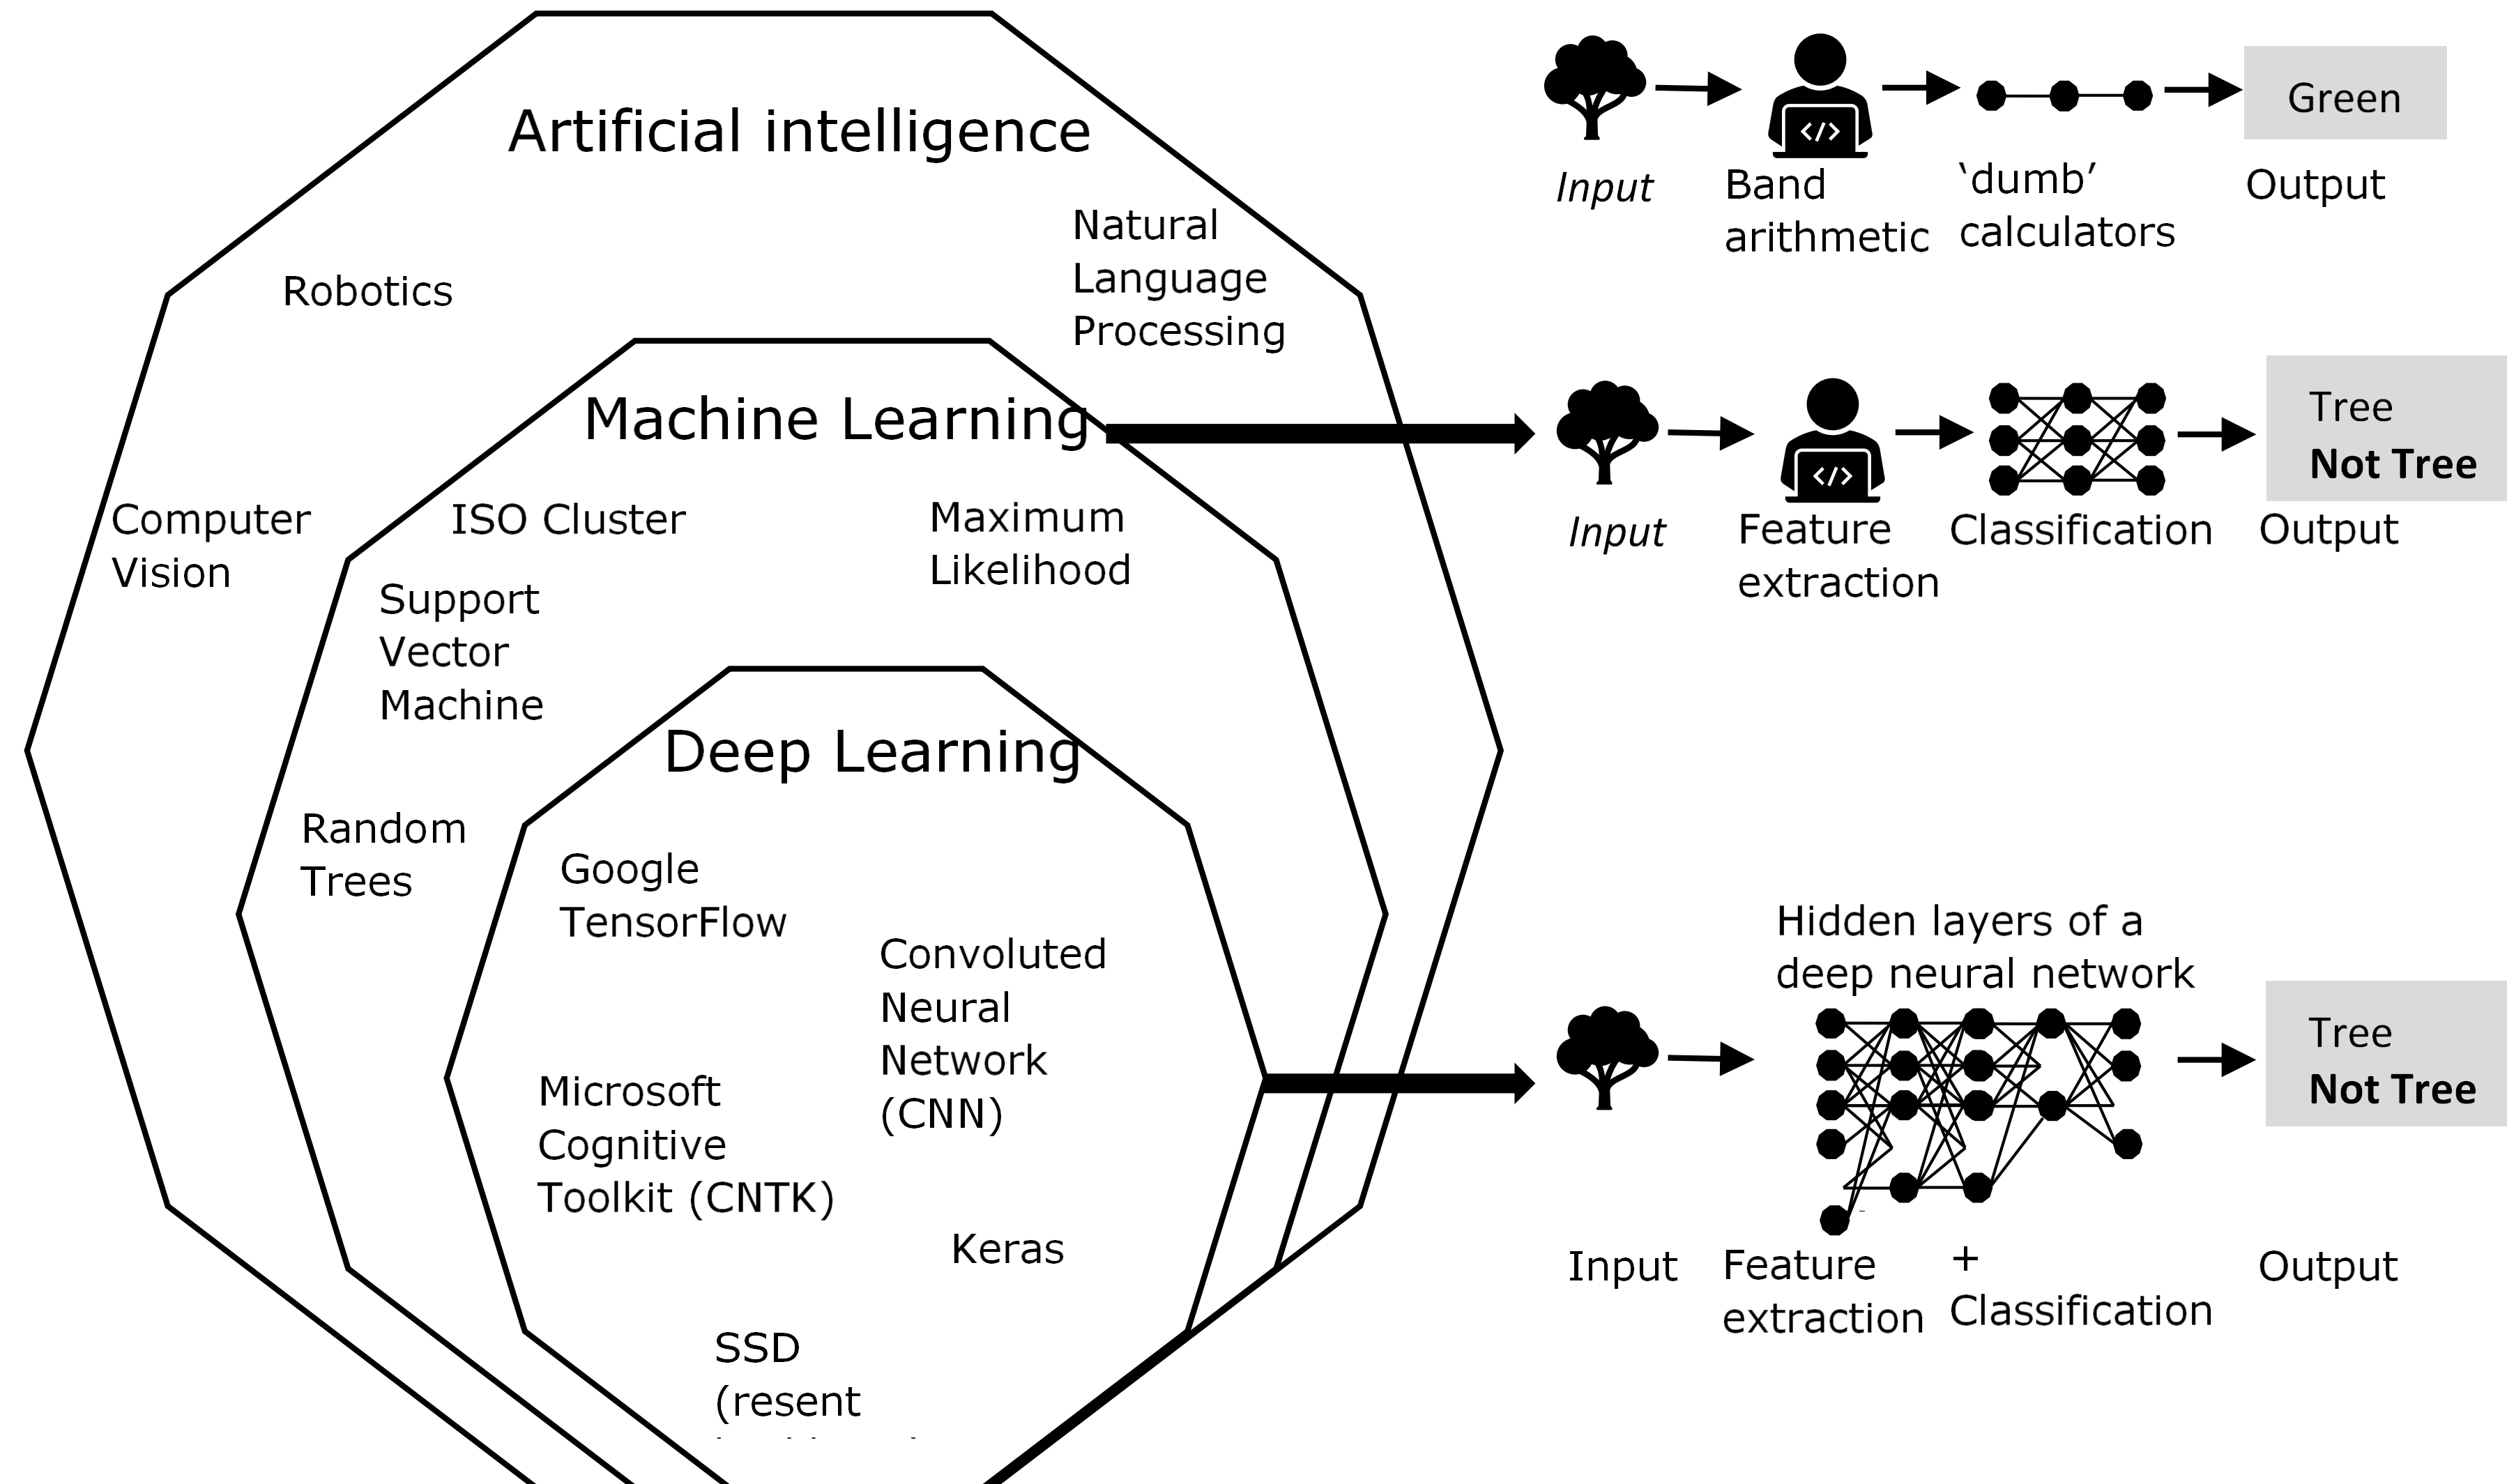 Artificial intelligence
Robotics
Natural
Language
Processing
Machine Learning
Computer
Vision
ISO Cluster
Maximum
Likelihood
Support
Vector
Machine
Random
Trees
Deep Learning
Google
TensorFlow
Convoluted
Neural
Network
(CNN)
Microsoft
Cognitive
Toolkit (CNTK)
Keras
SSD
(resent
</>
Green
Input
Band
arithmetic
‘dumb’
calculators
Output
</>
Tree
Not Tree
Input
Feature
extraction
Classification
Output
Hidden layers of a
deep neural network
Tree
Not Tree
Input
Feature
extraction
+
Classification
Output